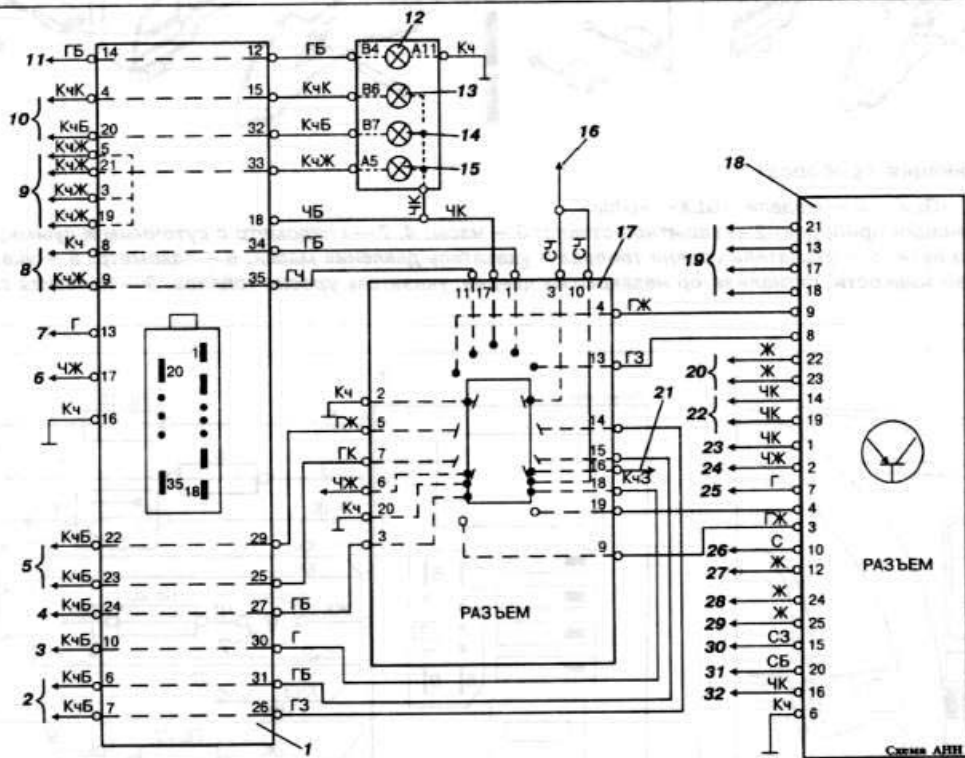 11 ГБ 14 12 ГБ B4 12 A11 Кч
КчК 4 15 КчК B6 13
10
КчБ 20 32 КчБ B7 14
КчЖ 5
9 КчЖ 21 33 КчЖ A5 15
КчЖ 3
КчЖ 19 18 ЧБ ЧК ЧК
Кч 8 34 ГБ
8
КчЖ 9 35 ГЧ
7 Г 13
6 ЧЖ 17
Кч 16
1
20
35 18
КчБ 22 29
5
КчБ 23 25
4 КчБ 24 27 ГБ
3 КчБ 10 30 Г
КчБ 6 31 ГБ
2
КчБ 7 26 ГЗ
1
16
СЧ СЧ
17
11 17 1 3 10
4 ГЖ
13 ГЗ
Кч 2
ГЖ 5 14
ГК 7 15
16 21
КчЗ
ЧЖ 6 18
Кч 20 19
3 9
РАЗЪЕМ
18
21
19 13
17
18
9
8
20 Ж 22
Ж 23
22 ЧК 14
ЧК 19
23 ЧК 1
24 ЧЖ 2
25 Г 7
4
ГЖ 3
26 С 10
27 Ж 12
28 Ж 24
29 Ж 25
30 СЗ 15
31 СБ 20
32 ЧК 16
Кч 6
РАЗЪЕМ
Схема АНН